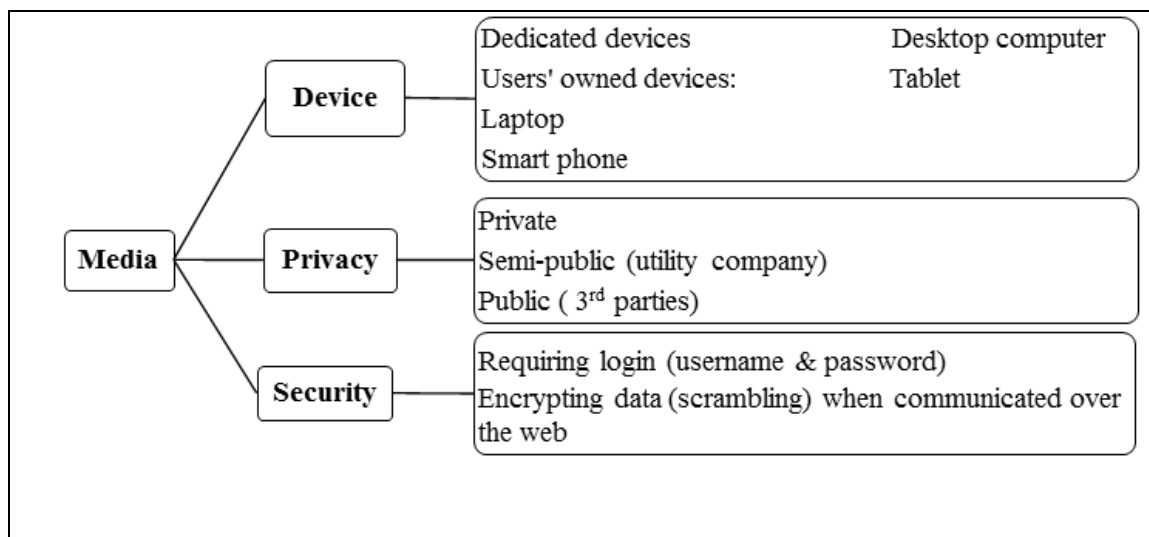 Media
Device
Dedicated devices
Users' owned devices:
Laptop
Smart phone
Desktop computer
Tablet
Privacy
Private
Semi-public (utility company)
Public ( 3rd parties)
Security
Requiring login (username & password)
Encrypting data (scrambling) when communicated over
the web